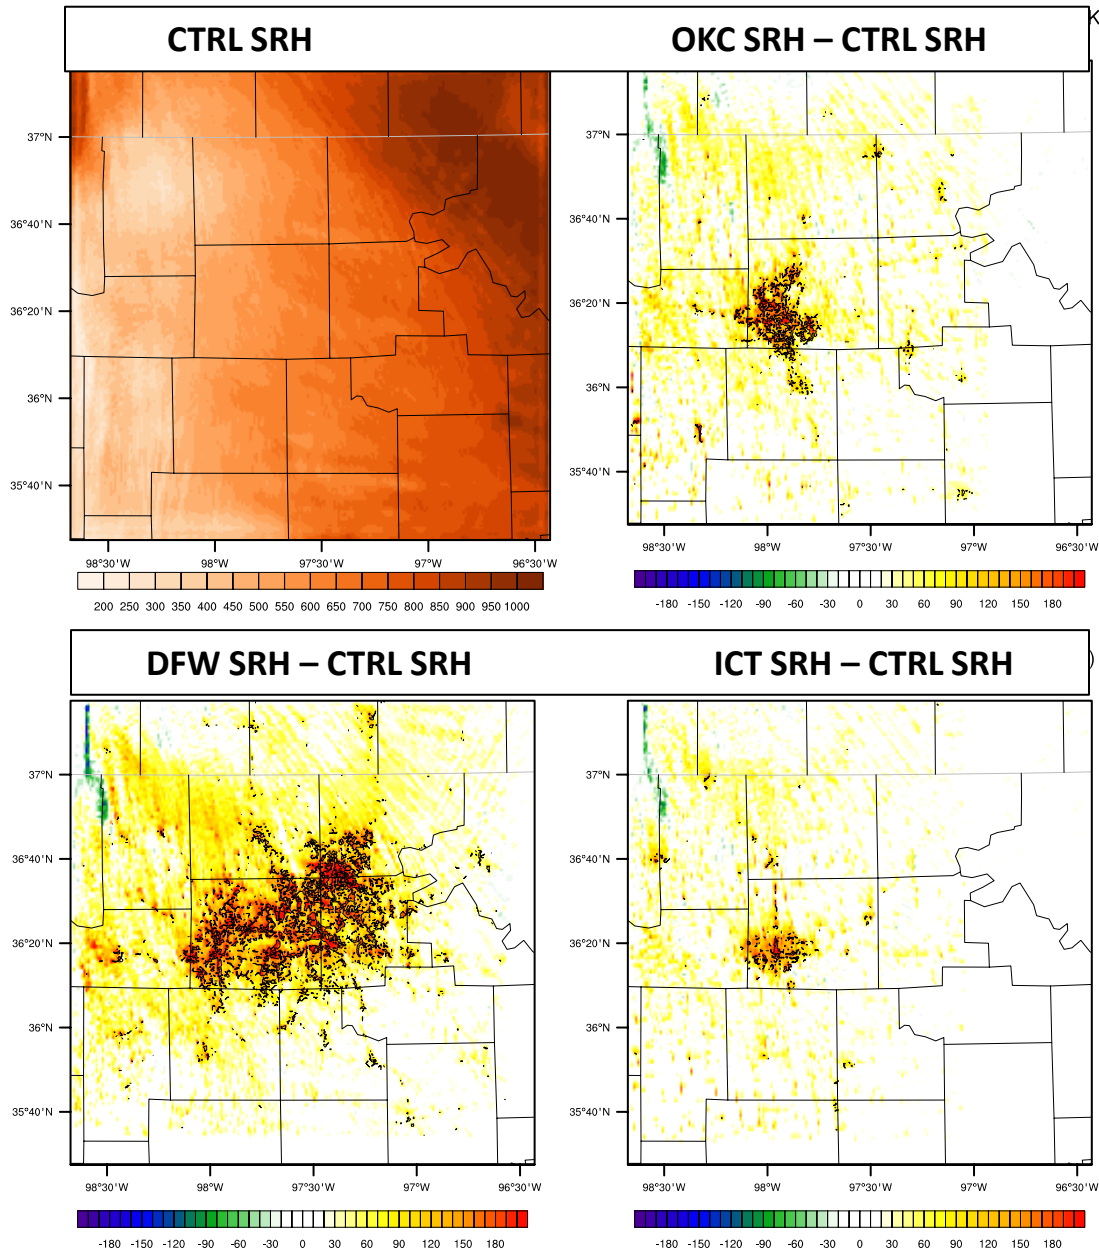 CTRL SRH
OKC SRH – CTRL SRH
K
37°N
36°40'N
36°20'N
36°N
35°40'N
98°30'W 98°W 97°30'W 97°W 96°30'W
200 250 300 350 400 450 500 550 600 650 700 750 800 850 900 950 1000
37°N
36°40'N
36°20'N
36°N
35°40'N
98°30'W 98°W 97°30'W 97°W 96°30'W
-180 -150 -120 -90 -60 -30 0 30 60 90 120 150 180
DFW SRH – CTRL SRH
ICT SRH – CTRL SRH
)
37°N
36°40'N
36°20'N
36°N
35°40'N
98°30'W 98°W 97°30'W 97°W 96°30'W
-180 -150 -120 -90 -60 -30 0 30 60 90 120 150 180
37°N
36°40'N
36°20'N
36°N
35°40'N
98°30'W 98°W 97°30'W 97°W 96°30'W
-180 -150 -120 -90 -60 -30 0 30 60 90 120 150 180